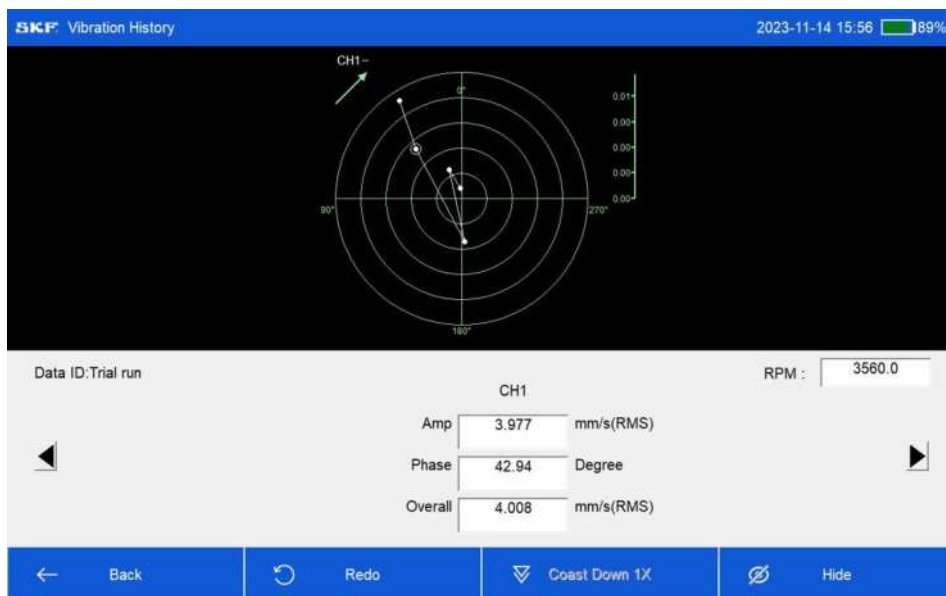 SKF Vibration History
2023-11-14 15:56 89%
CH1-
0°
90°
270°
180°
0.01
0.00
0.00
0.00
0.00
Data ID:Trial run
RPM : 3560.0
CH1
Amp 3.977 mm/s(RMS)
Phase 42.94 Degree
Overall 4.008 mm/s(RMS)
Back Redo Coast Down 1X Hide